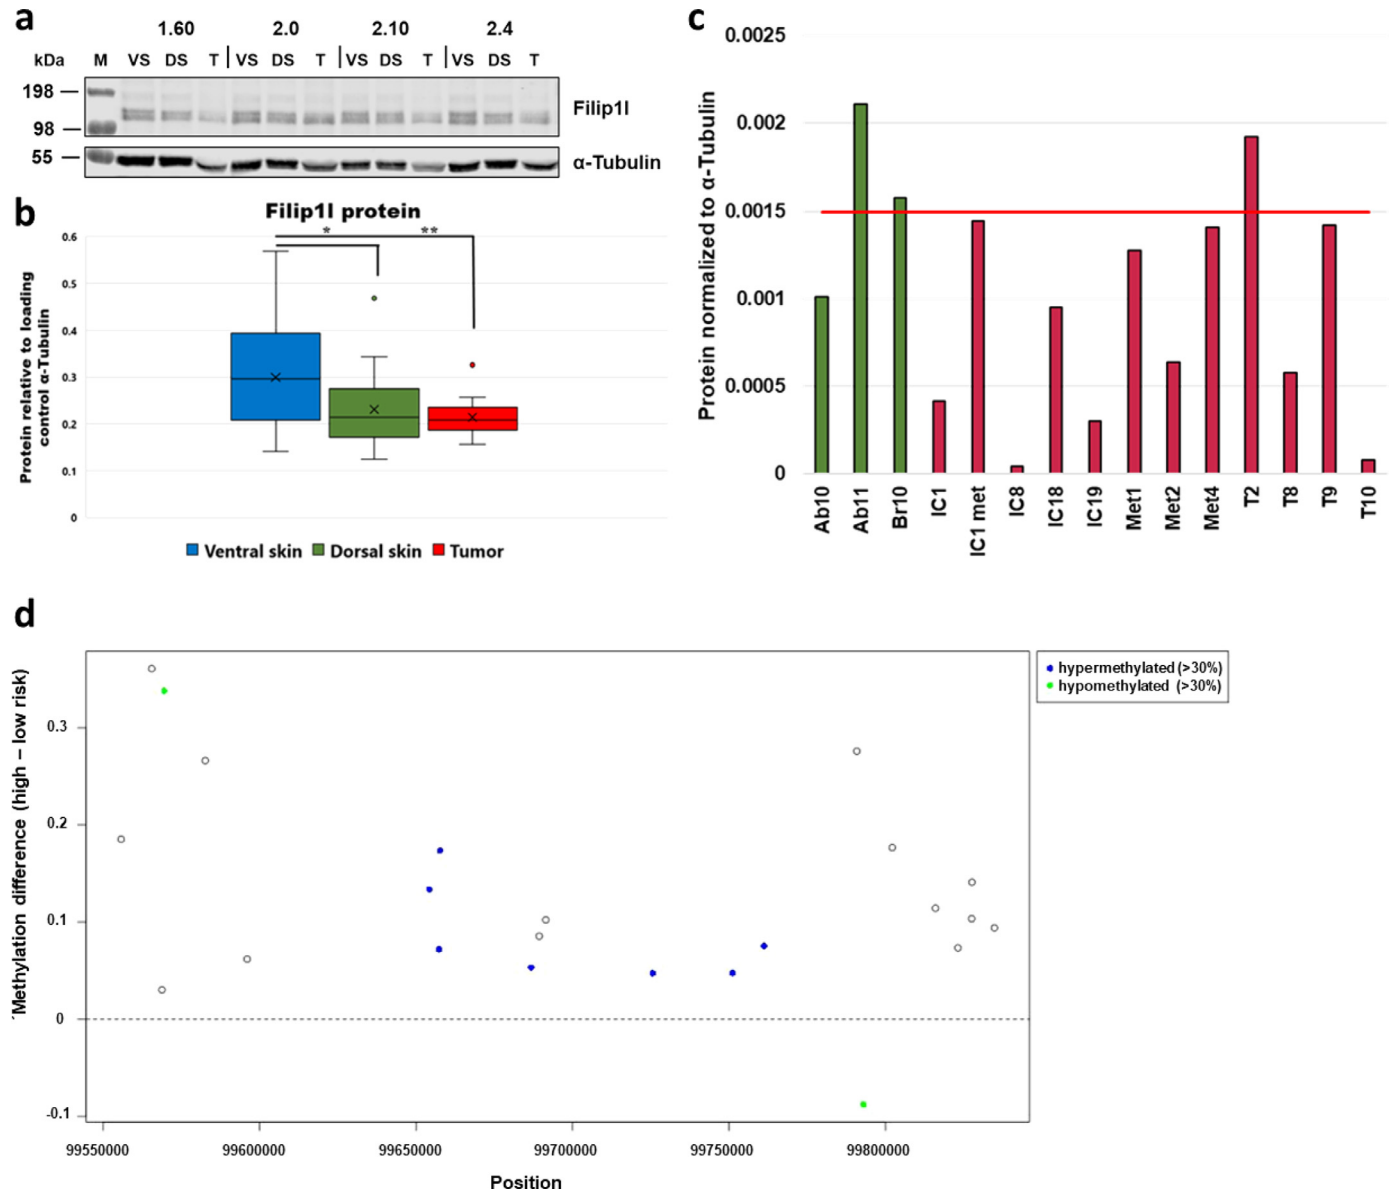 a
1.60 2.0 2.10 2.4
kDa M VS DS T VS DS T VS DS T VS DS T
198
98
Filip1l
55
α-Tubulin
b
Filip1l protein
Protein relative to loading
control α-Tubulin
0.6
0.5
0.4
0.3
0.2
0.1
0
* **
Ventral skin Dorsal skin Tumor
c
Protein normalized to α-Tubulin
0.0025
0.002
0.0015
0.001
0.0005
0
Ab10 Ab11 Br10 IC1 IC1 met IC8 IC18 IC19 Met1 Met2 Met4 T2 T8 T9 T10
d
´Methylation difference (high – low risk)
0.3
0.2
0.1
0
-0.1
99550000 99600000 99650000 99700000 99750000 99800000
Position
hypermethylated (>30%)
hypomethylated (>30%)